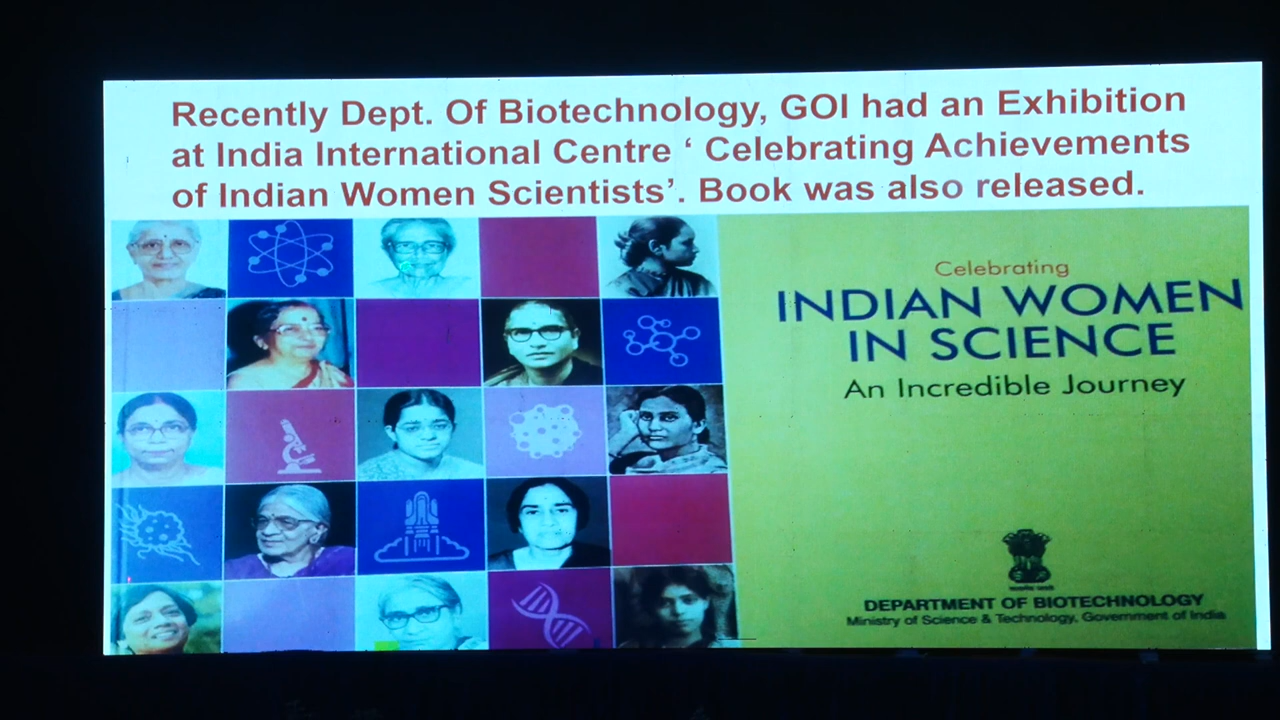 Recently Dept. Of Biotechnology, GOI had an Exhibition
at India International Centre ‘ Celebrating Achievements
of Indian Women Scientists’. Book was also released.
Celebrating
INDIAN WOMEN
IN SCIENCE
An Incredible Journey
DEPARTMENT OF BIOTECHNOLOGY
Ministry of Science & Technology, Government of India